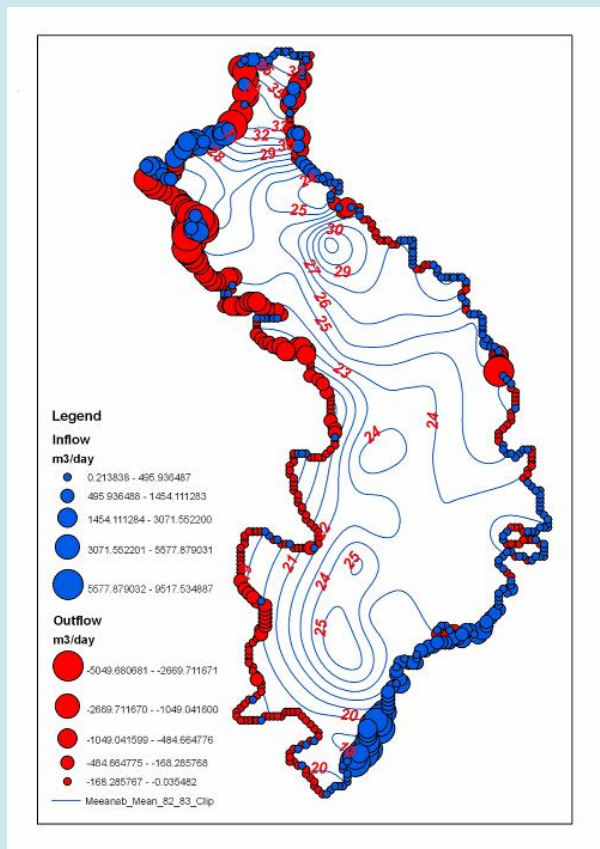 32
29
28
25
30
29
27
26
25
23
24
24
22
21
25
24
25
20
20
Legend
Inflow
m3/day
0.213838 - 495.936487
495.936488 - 1454.111283
1454.111284 - 3071.552200
3071.552201 - 5577.879031
5577.879032 - 9517.534887
Outflow
m3/day
-5049.680681 - -2669.711671
-2669.711670 - -1049.041600
-1049.041599 - -484.664776
-484.664775 - -168.285768
-168.285767 - -0.035482
Meeanab_Mean_82_83_Clip